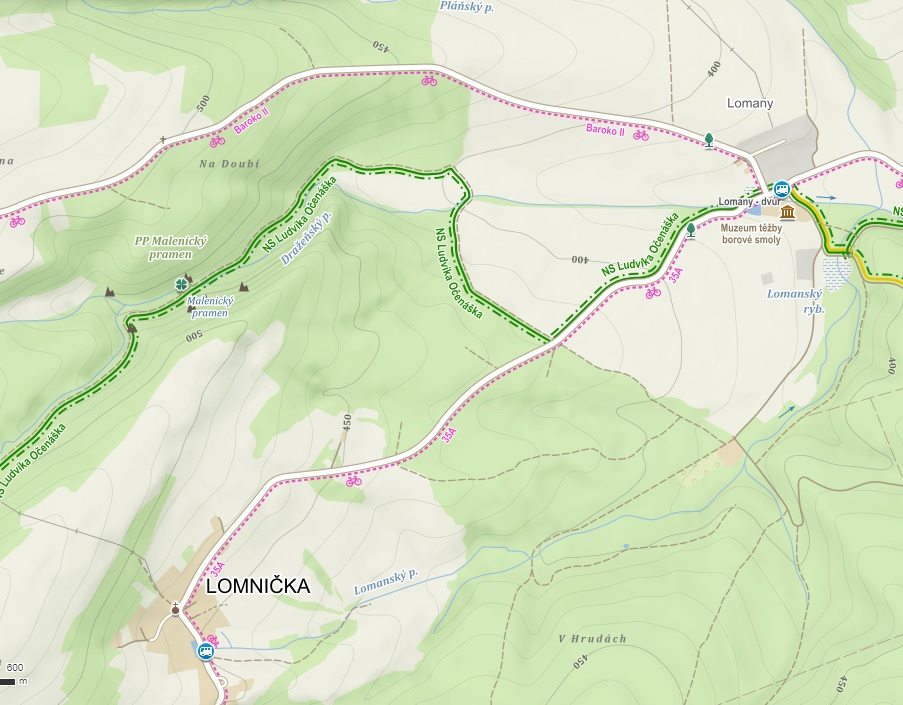 Pláňský p.
450
400
500
Lomany
Baroko II
Baroko II
Na Doubí
NS Ludvíka Očenáška
Dražeňský p.
Lomany - dvůr
Muzeum těžby
borové smoly
PP Malenický
pramen
NS Ludvíka Očenáška
NS Ludvíka Očenáška
400
35A
NS
Malenický
pramen
Lomanský
ryb.
500
400
450
35A
NS Ludvíka Očenáška
35A
LOMNIČKA
Lomanský p.
V Hrudách
450
450
600
m